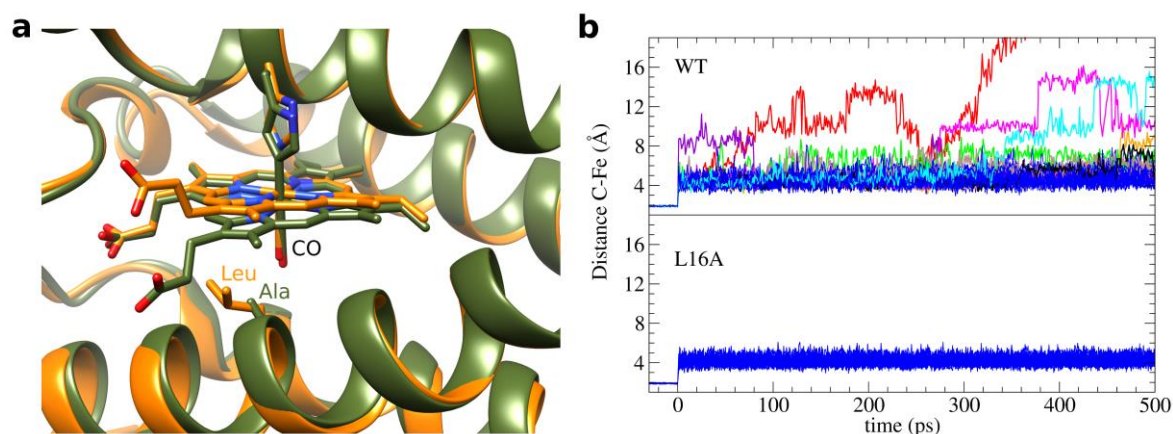 a
CO
Leu
Ala
b
WT
16
12
8
4
L16A
16
12
8
4
Distance C-Fe (Å)
0 100 200 300 400 500
time (ps)